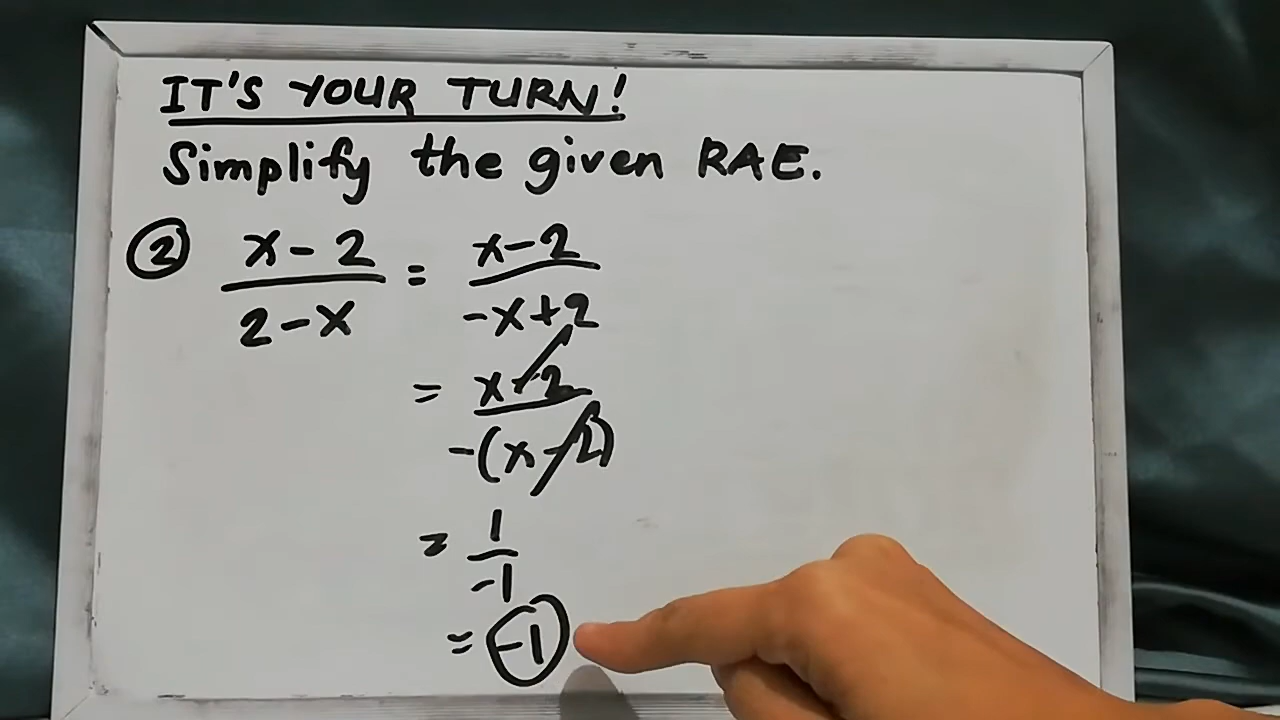 IT'S YOUR TURN!
Simplify the given RAE.
② x - 2 / 2 - x = x - 2 / -x + 2
= x - 2 / -(x - 2)
= 1 / -1
= -1